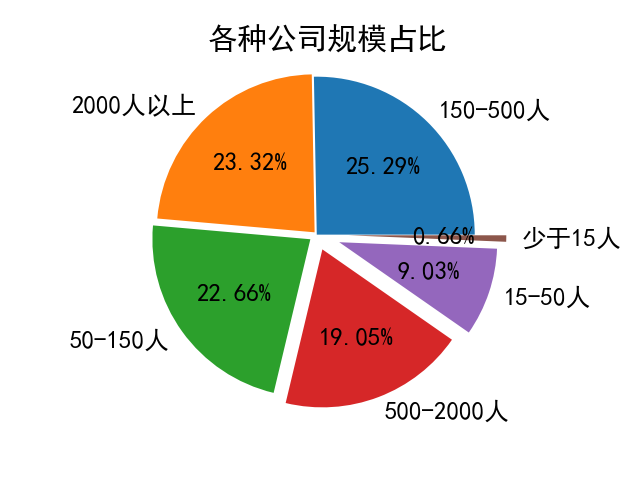 各种公司规模占比
2000人以上
150-500人
23.32%
25.29%
0.66%
少于15人
9.03%
15-50人
22.66%
19.05%
50-150人
500-2000人